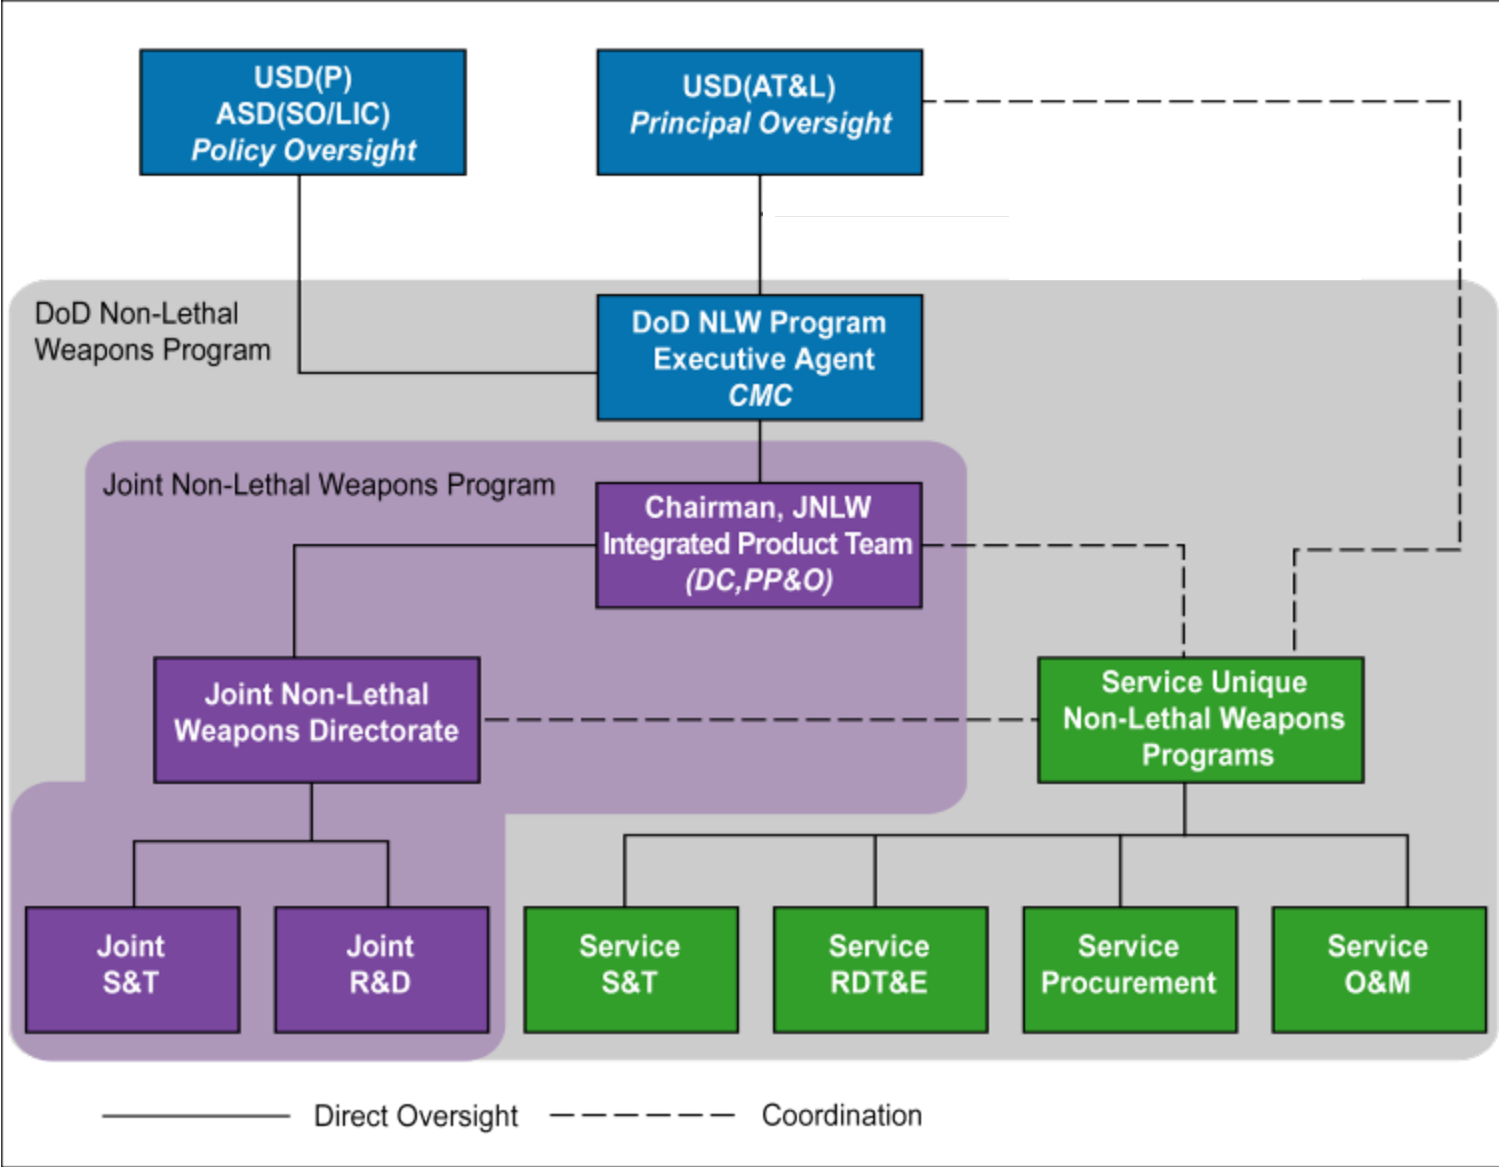 USD(P)
ASD(SO/LIC)
Policy Oversight
USD(AT&L)
Principal Oversight
DoD Non-Lethal
Weapons Program
DoD NLW Program
Executive Agent
CMC
Joint Non-Lethal Weapons Program
Chairman, JNLW
Integrated Product Team
(DC,PP&O)
Joint Non-Lethal
Weapons Directorate
Service Unique
Non-Lethal Weapons
Programs
Joint
S&T
Joint
R&D
Service
S&T
Service
RDT&E
Service
Procurement
Service
O&M
Direct Oversight
Coordination